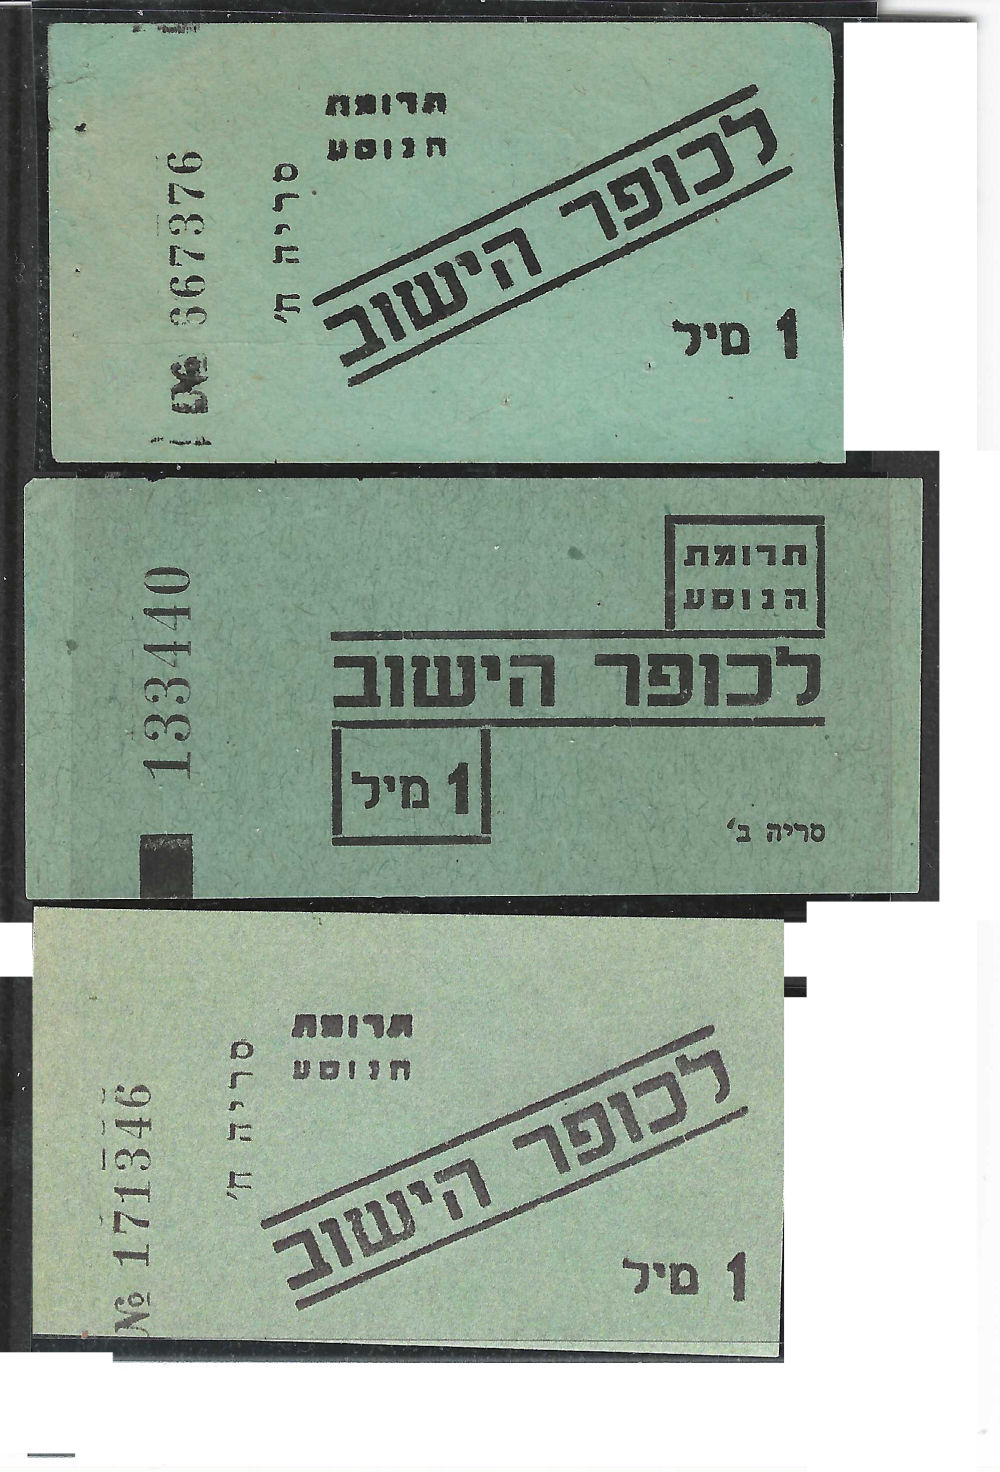 תרומת
הנוסע
לכופר הישוב
1 מיל
סריה ח'
№ 667376
תרומת
הנוסע
לכופר הישוב
1 מיל
סריה ב'
133440
תרומת
הנוסע
לכופר הישוב
1 מיל
סריה ח'
№ 171346